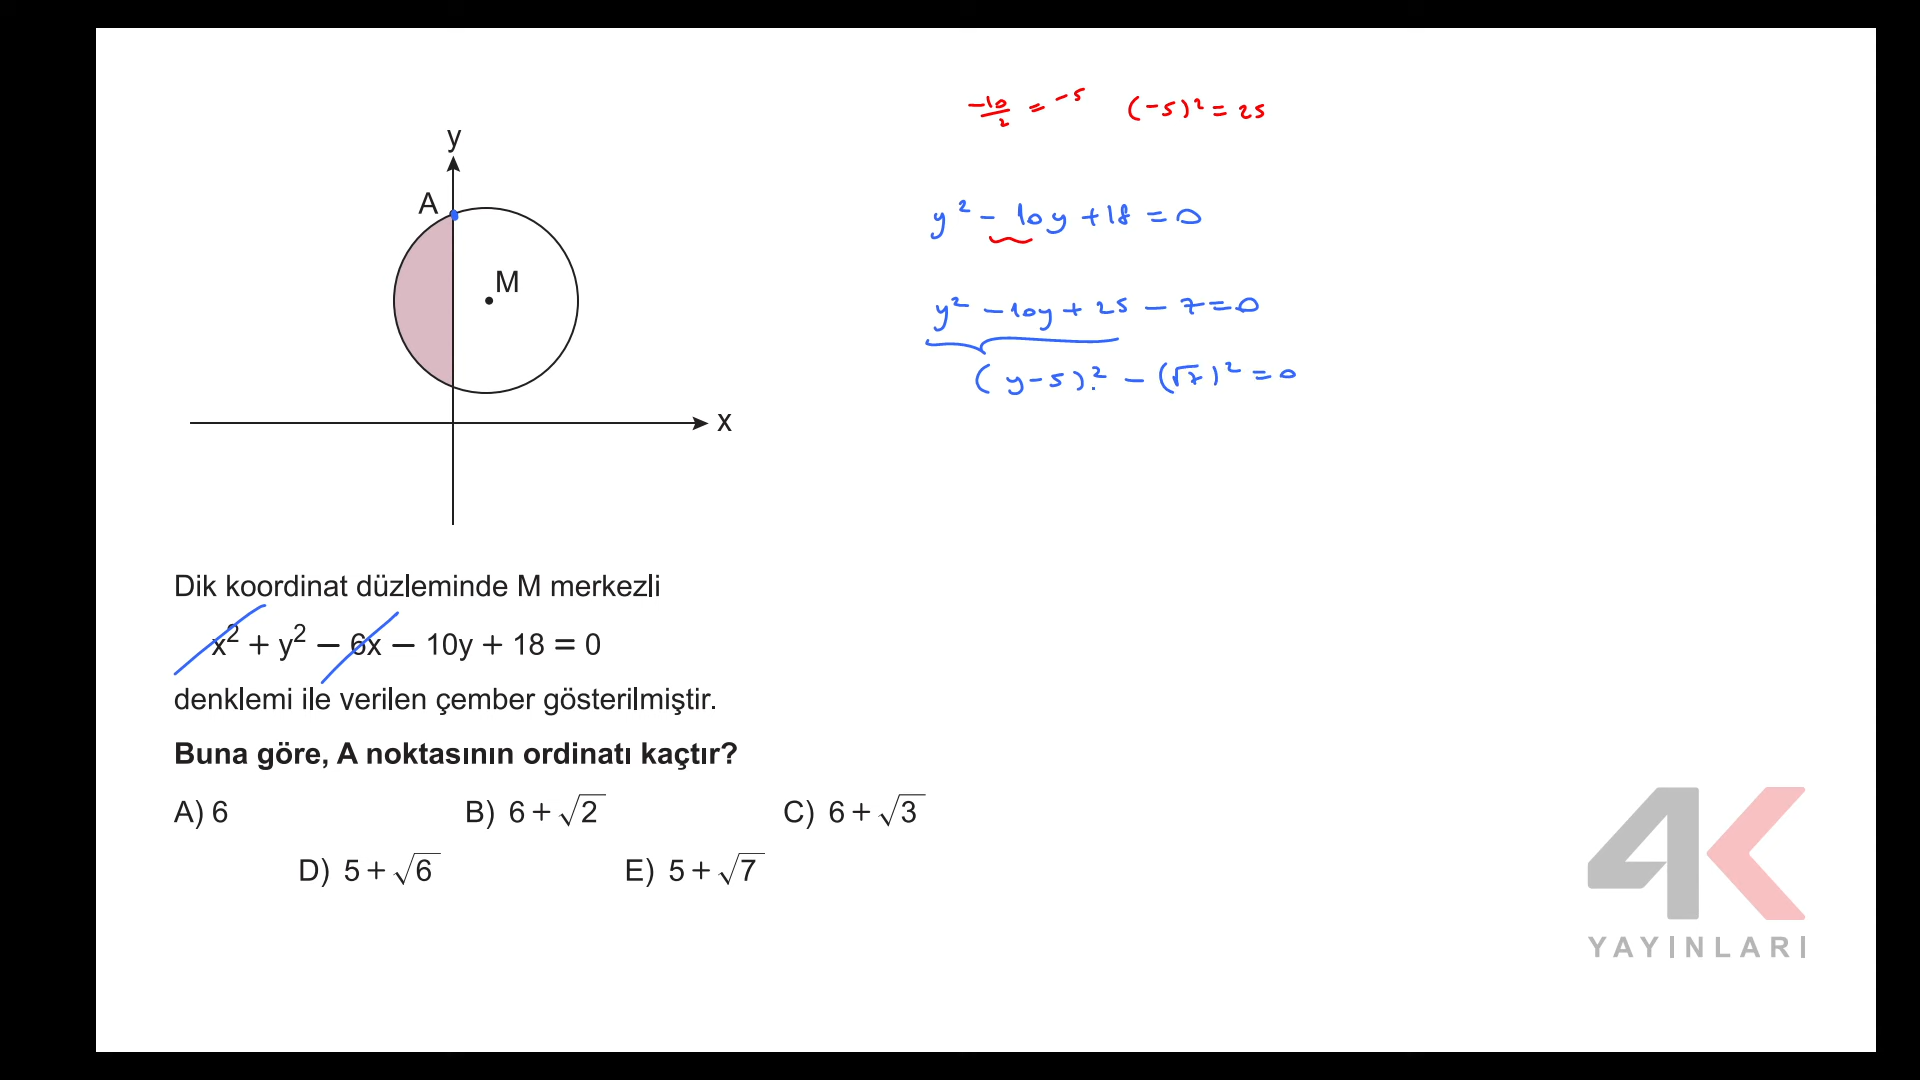 -10/2 = -5 (-5)² = 25
y
A
y² - 10y + 18 = 0
M
y² - 10y + 25 - 7 = 0
(y-5)² - (√7)² = 0
x
Dik koordinat düzleminde M merkezli
x² + y² − 6x − 10y + 18 = 0
denklemi ile verilen çember gösterilmiştir.
Buna göre, A noktasının ordinatı kaçtır?
A) 6 B) 6 + √2 C) 6 + √3
D) 5 + √6 E) 5 + √7
4K
YAYINLARI